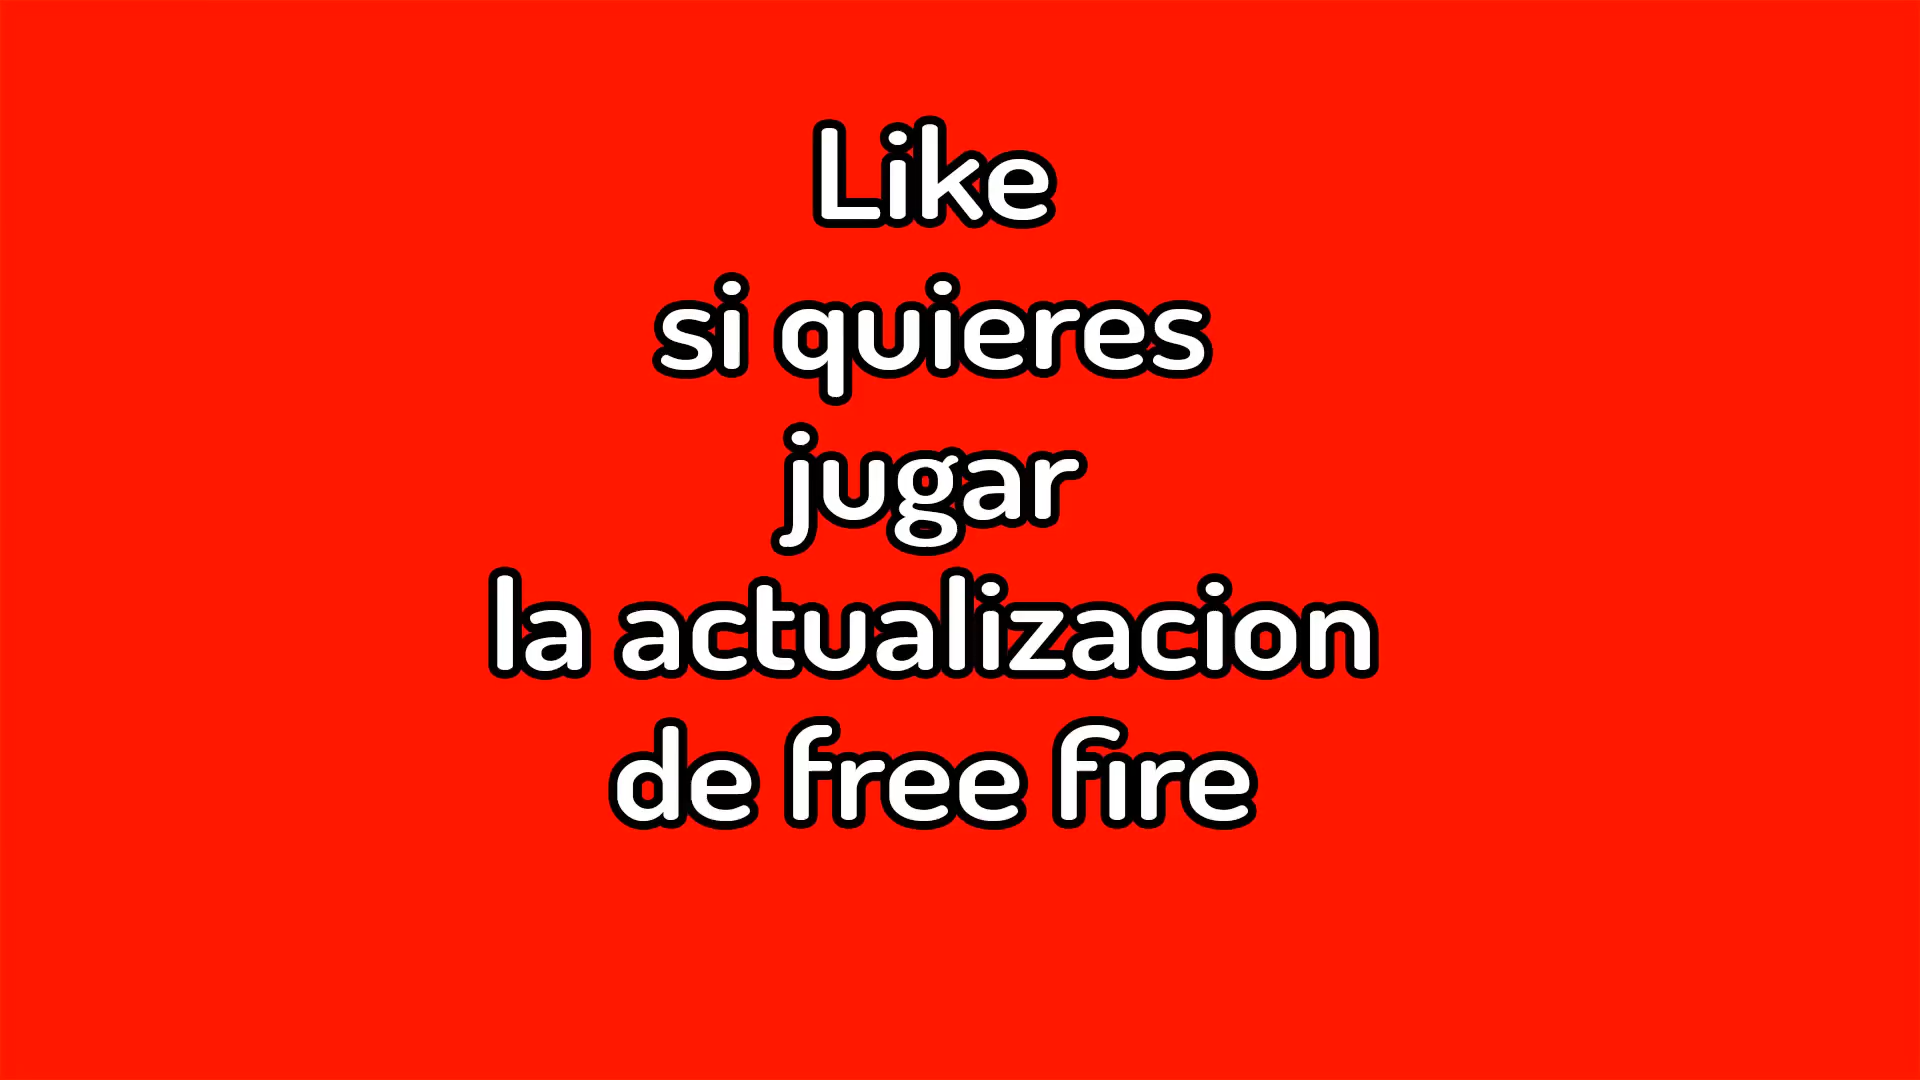 Like
si quieres
jugar
la actualizacion
de free fire